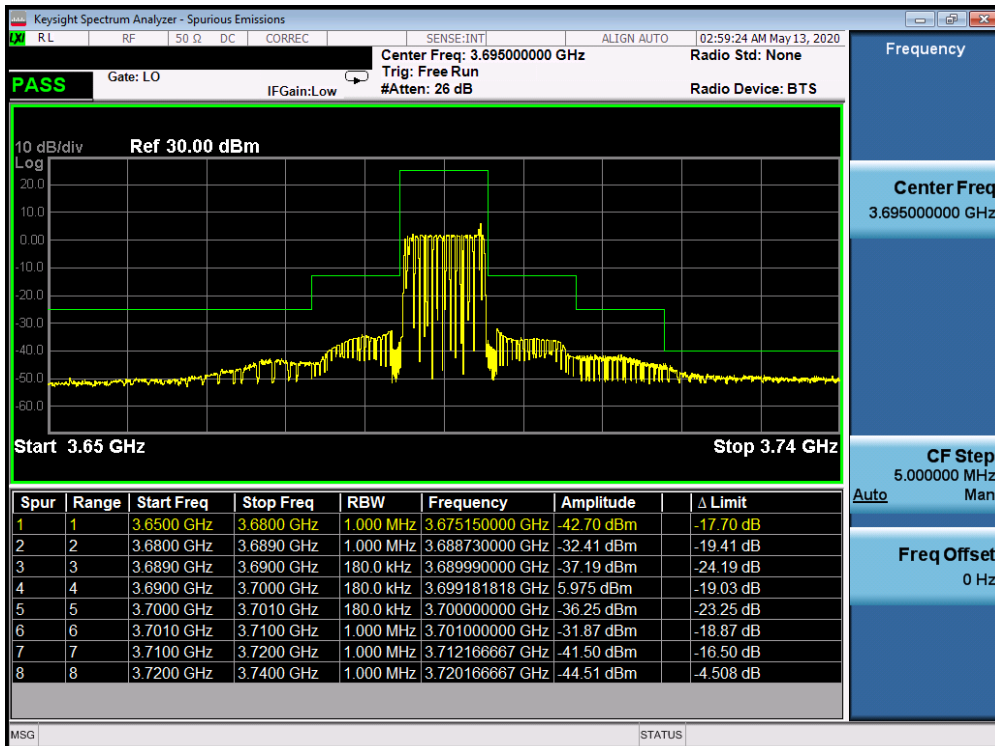 Keysight Spectrum Analyzer - Spurious Emissions
LXI RL RF 50 Ω DC CORREC SENSE:INT ALIGN AUTO 02:59:24 AM May 13, 2020
Center Freq: 3.695000000 GHz Radio Std: None
PASS Gate: LO Trig: Free Run
IFGain:Low #Atten: 26 dB Radio Device: BTS
10 dB/div Ref 30.00 dBm
Log
20.0
10.0
0.00
-10.0
-20.0
-30.0
-40.0
-50.0
-60.0
Start 3.65 GHz Stop 3.74 GHz
Spur Range Start Freq Stop Freq RBW Frequency Amplitude Δ Limit
1 1 3.6500 GHz 3.6800 GHz 1.000 MHz 3.675150000 GHz -42.70 dBm -17.70 dB
2 2 3.6800 GHz 3.6890 GHz 1.000 MHz 3.688730000 GHz -32.41 dBm -19.41 dB
3 3 3.6890 GHz 3.6900 GHz 180.0 kHz 3.689990000 GHz -37.19 dBm -24.19 dB
4 4 3.6900 GHz 3.7000 GHz 180.0 kHz 3.699181818 GHz 5.975 dBm -19.03 dB
5 5 3.7000 GHz 3.7010 GHz 180.0 kHz 3.700000000 GHz -36.25 dBm -23.25 dB
6 6 3.7010 GHz 3.7100 GHz 1.000 MHz 3.701000000 GHz -31.87 dBm -18.87 dB
7 7 3.7100 GHz 3.7200 GHz 1.000 MHz 3.712166667 GHz -41.50 dBm -16.50 dB
8 8 3.7200 GHz 3.7400 GHz 1.000 MHz 3.720166667 GHz -44.51 dBm -4.508 dB
MSG STATUS
Frequency
Center Freq
3.695000000 GHz
CF Step
5.000000 MHz
Auto Man
Freq Offset
0 Hz